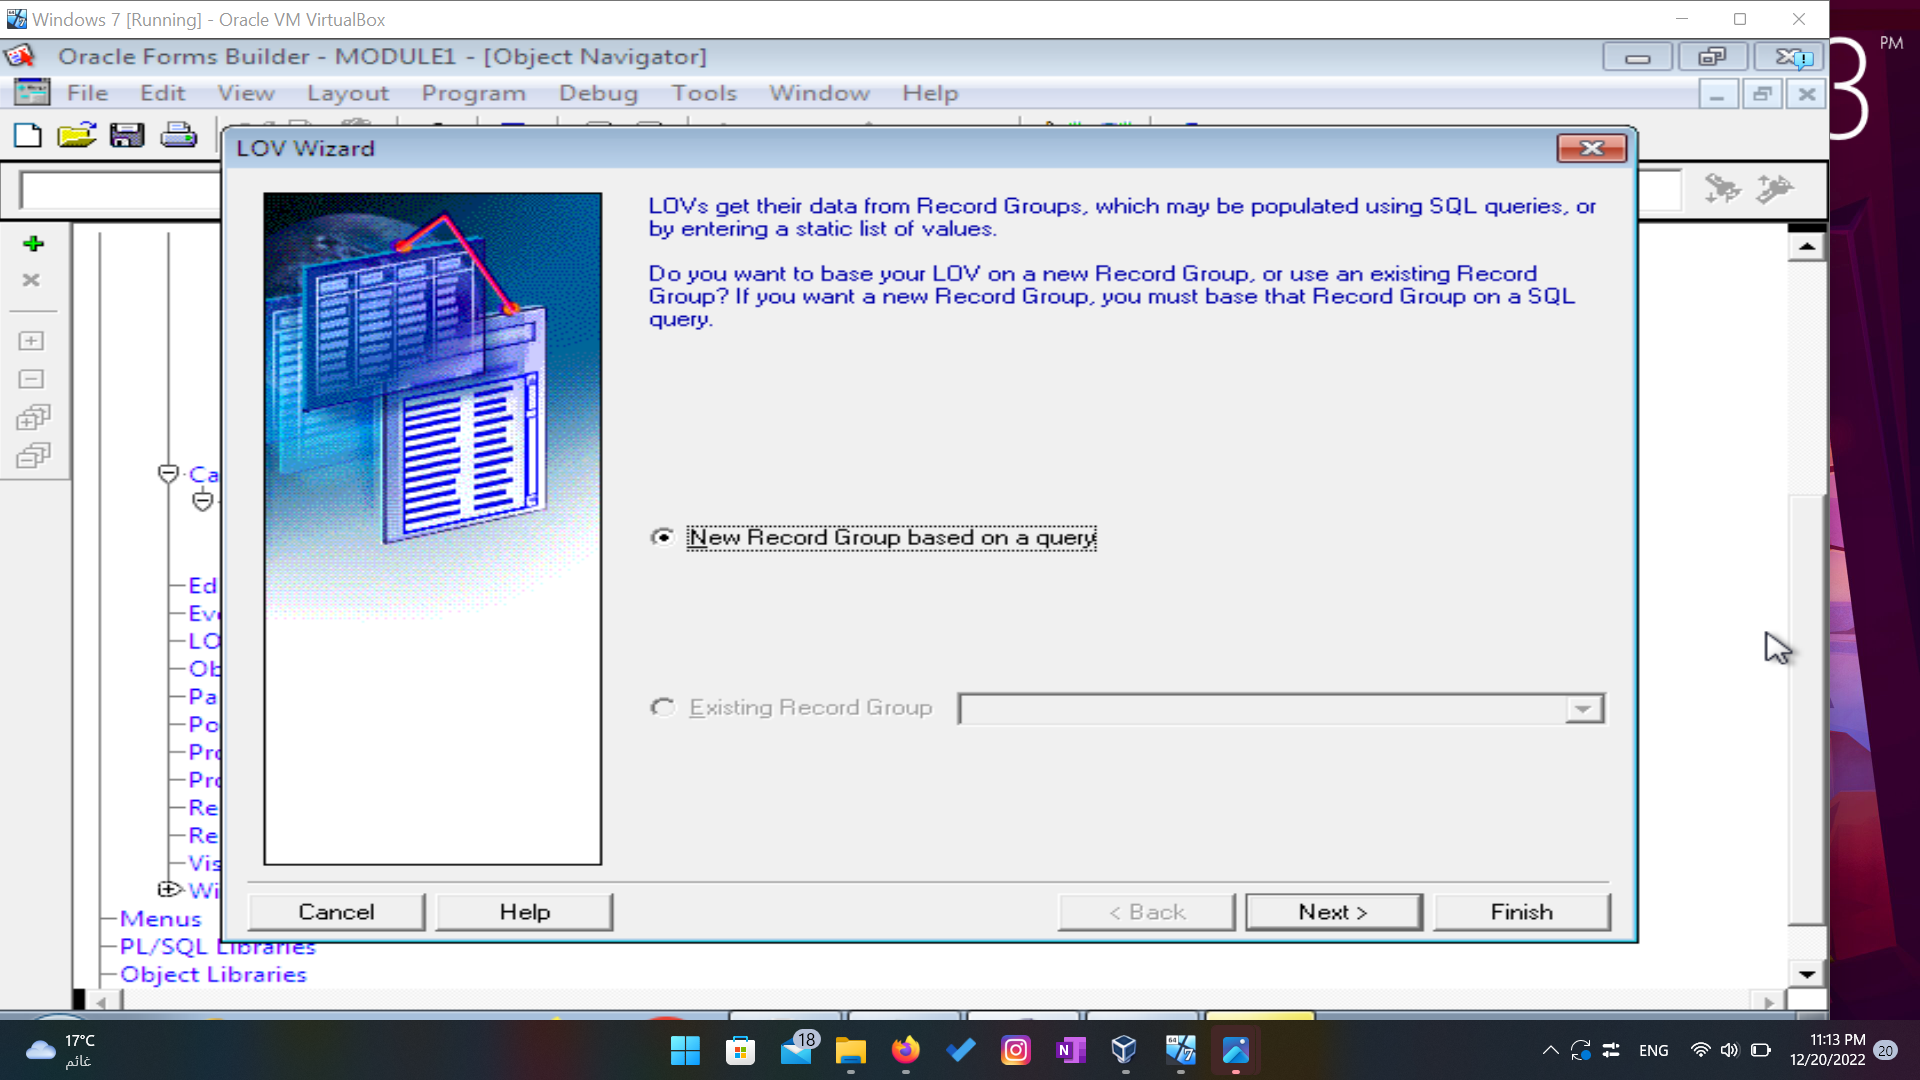 Windows 7 [Running] - Oracle VM VirtualBox
Oracle Forms Builder - MODULE1 - [Object Navigator]
File Edit View Layout Program Debug Tools Window Help
3 PM
LOV Wizard
LOVs get their data from Record Groups, which may be populated using SQL queries, or
by entering a static list of values.
Do you want to base your LOV on a new Record Group, or use an existing Record
Group? If you want a new Record Group, you must base that Record Group on a SQL
query.
New Record Group based on a query
Existing Record Group
Cancel Help < Back Next > Finish
Ca
Ed
Eve
LO
Ob
Pa
Po
Pro
Pro
Re
Re
Vis
Wi
Menus
PL/SQL Libraries
Object Libraries
17°C
غائم
18
64
7
N
ENG
11:13 PM
12/20/2022
20